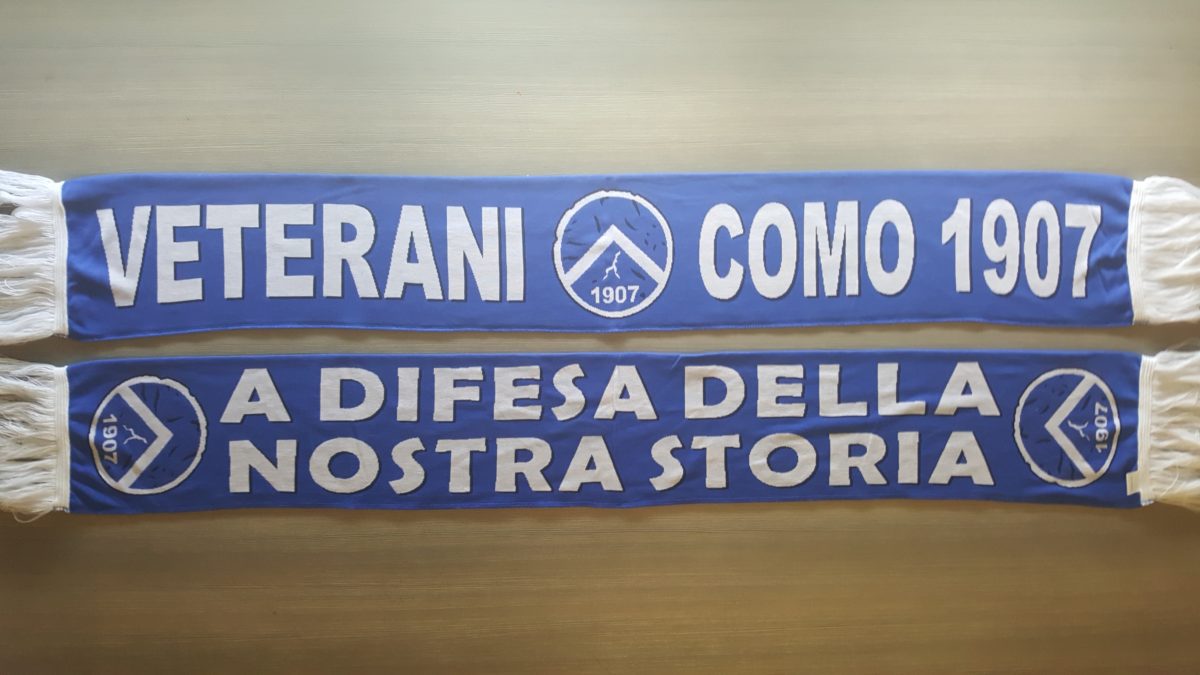 VETERANI 1907 COMO 1907
1907 A DIFESA DELLA 1907
NOSTRA STORIA